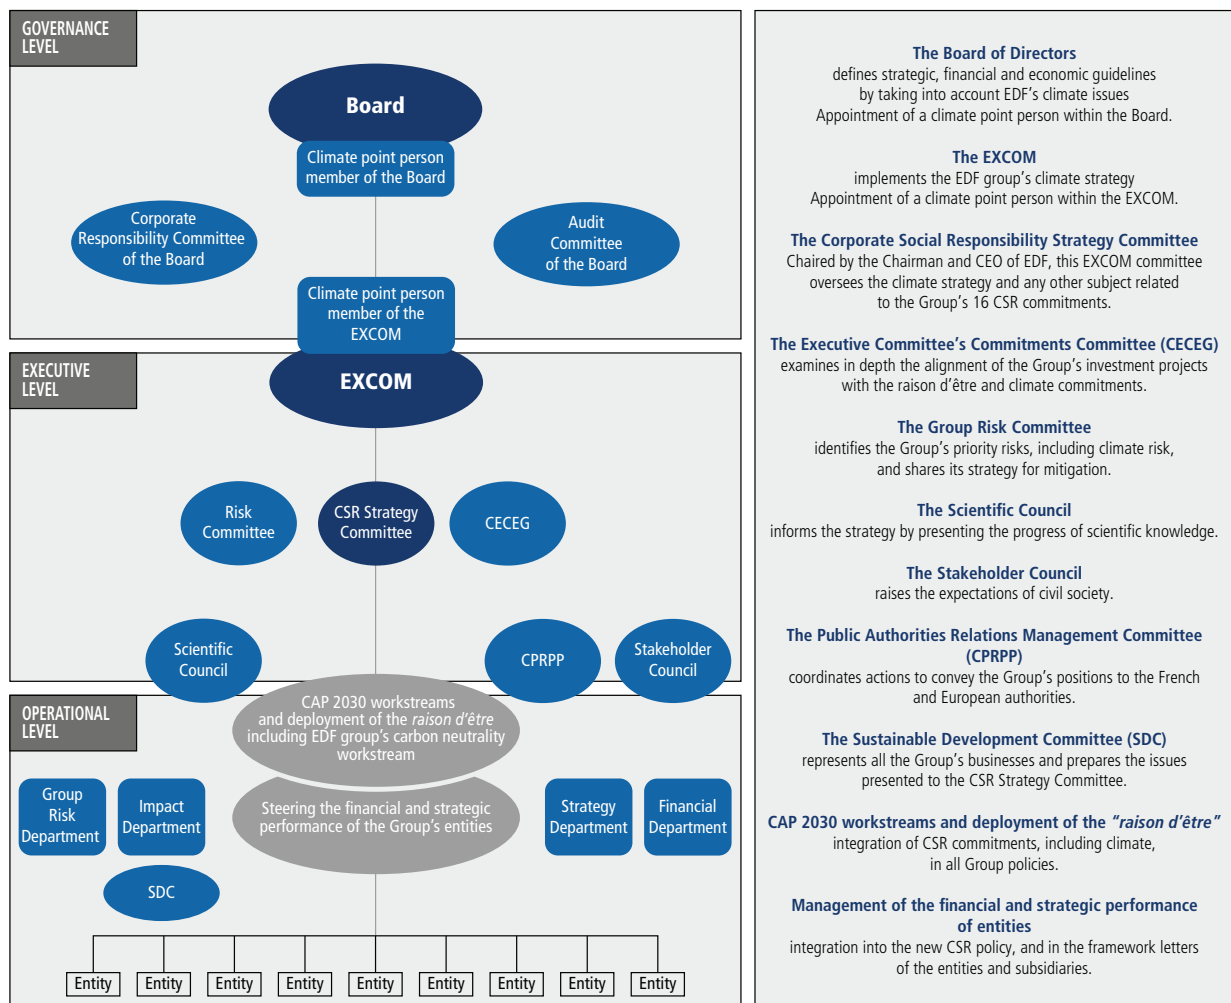 GOVERNANCE
LEVEL
Board
Climate point person
member of the Board
Corporate
Responsibility Committee
of the Board
Audit
Committee
of the Board
Climate point person
member of the
EXCOM
EXECUTIVE
LEVEL
EXCOM
Risk
Committee
CSR Strategy
Committee
CECEG
Scientific
Council
CPRPP
Stakeholder
Council
OPERATIONAL
LEVEL
CAP 2030 workstreams
and deployment of the raison d'être
including EDF group's carbon neutrality
workstream
Group
Risk
Department
Impact
Department
Steering the financial and strategic
performance of the Group's entities
Strategy
Department
Financial
Department
SDC
Entity
Entity
Entity
Entity
Entity
Entity
Entity
Entity
Entity
The Board of Directors
defines strategic, financial and economic guidelines
by taking into account EDF's climate issues
Appointment of a climate point person within the Board.
The EXCOM
implements the EDF group's climate strategy
Appointment of a climate point person within the EXCOM.
The Corporate Social Responsibility Strategy Committee
Chaired by the Chairman and CEO of EDF, this EXCOM committee
oversees the climate strategy and any other subject related
to the Group's 16 CSR commitments.
The Executive Committee's Commitments Committee (CECEG)
examines in depth the alignment of the Group's investment projects
with the raison d'être and climate commitments.
The Group Risk Committee
identifies the Group's priority risks, including climate risk,
and shares its strategy for mitigation.
The Scientific Council
informs the strategy by presenting the progress of scientific knowledge.
The Stakeholder Council
raises the expectations of civil society.
The Public Authorities Relations Management Committee
(CPRPP)
coordinates actions to convey the Group's positions to the French
and European authorities.
The Sustainable Development Committee (SDC)
represents all the Group's businesses and prepares the issues
presented to the CSR Strategy Committee.
CAP 2030 workstreams and deployment of the "raison d'être"
integration of CSR commitments, including climate,
in all Group policies.
Management of the financial and strategic performance
of entities
integration into the new CSR policy, and in the framework letters
of the entities and subsidiaries.